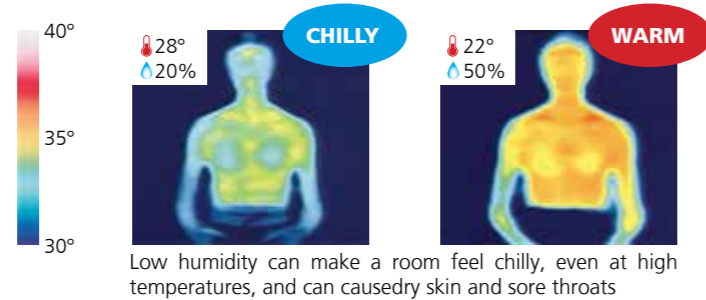 40°
35°
30°
28°
20%
CHILLY
22°
50%
WARM
Low humidity can make a room feel chilly, even at high
temperatures, and can causedry skin and sore throats